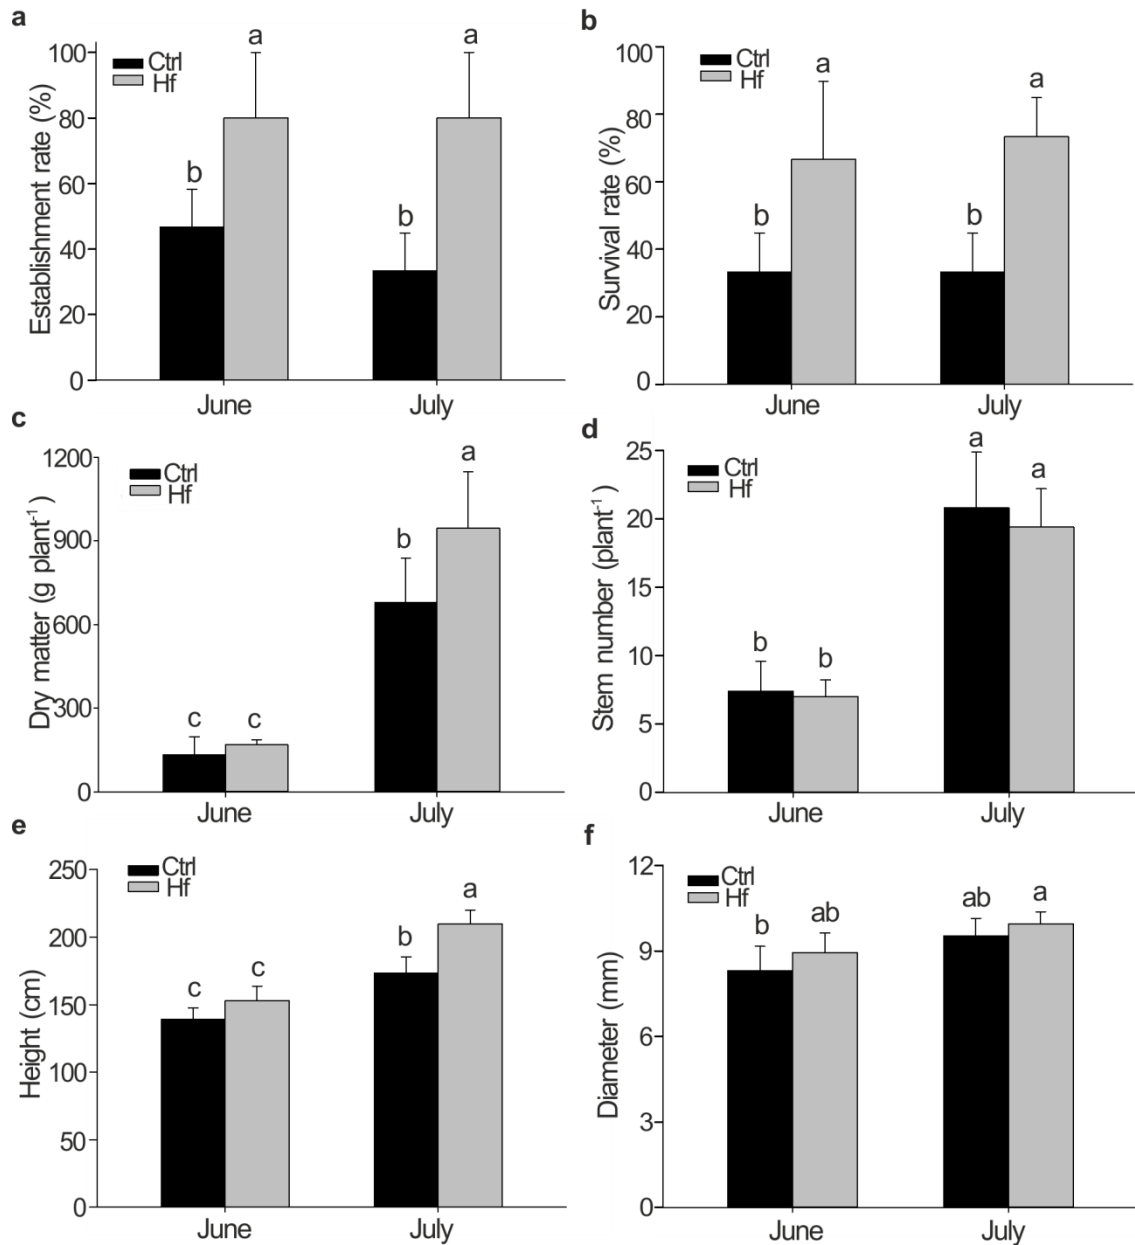 a
Establishment rate (%)
100
80
60
40
20
0
Ctrl
Hf
b
a
b
a
June
July
b
Survival rate (%)
100
80
60
40
20
0
Ctrl
Hf
b
a
b
a
June
July
c
Dry matter (g plant⁻¹)
1200
900
600
300
0
Ctrl
Hf
c
c
b
a
June
July
d
Stem number (plant⁻¹)
25
20
15
10
5
0
Ctrl
Hf
b
b
a
a
June
July
e
Height (cm)
250
200
150
100
50
0
Ctrl
Hf
c
c
b
a
June
July
f
Diameter (mm)
12
9
6
3
0
Ctrl
Hf
b
ab
ab
a
June
July